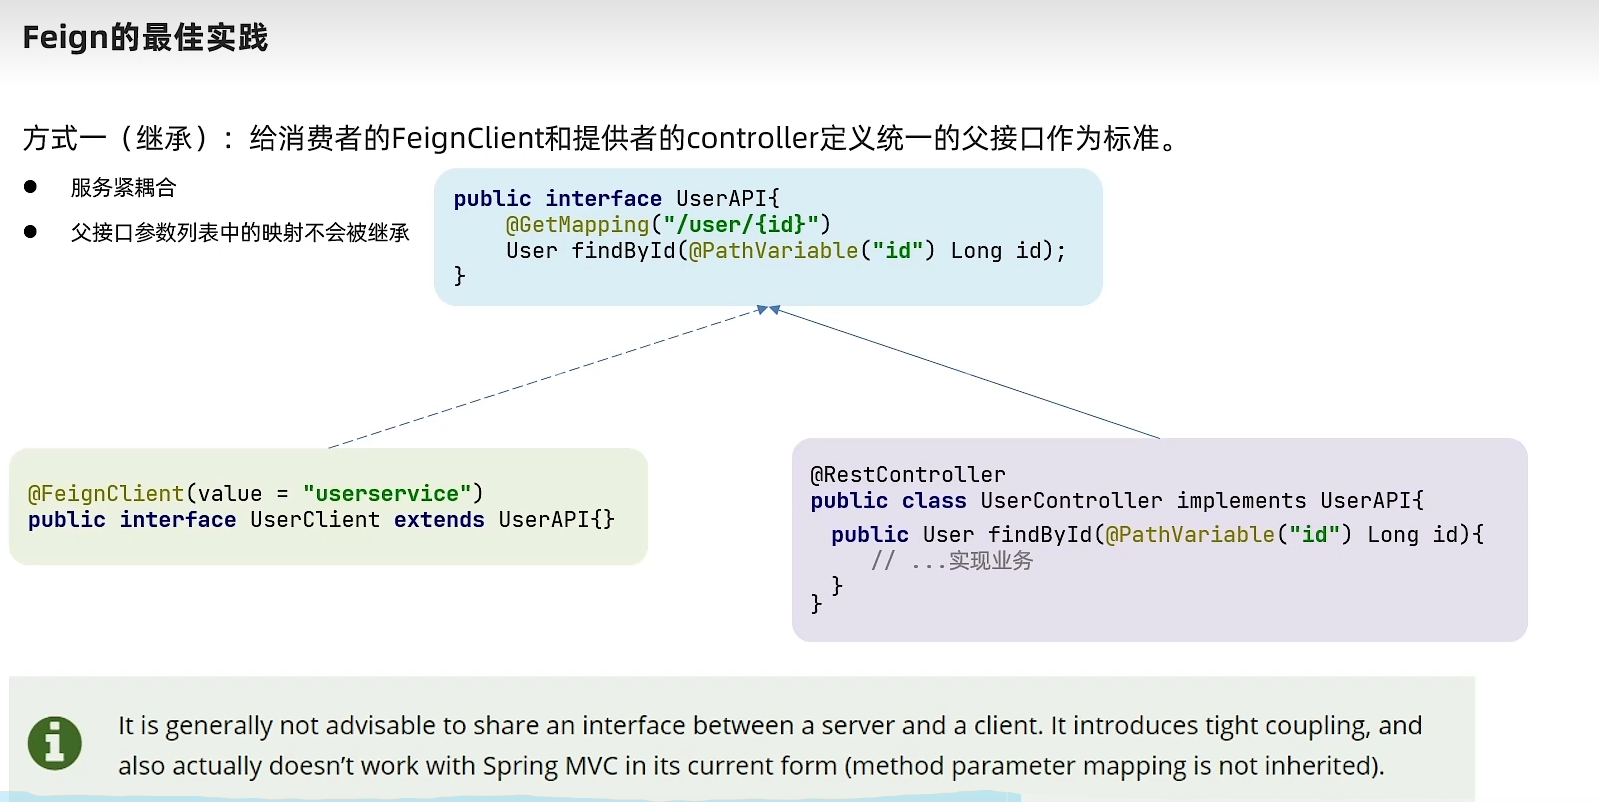 Feign的最佳实践
方式一（继承）：给消费者的FeignClient和提供者的controller定义统一的父接口作为标准。
● 服务紧耦合
● 父接口参数列表中的映射不会被继承
public interface UserAPI{
@GetMapping("/user/{id}")
User findById(@PathVariable("id") Long id);
}
@FeignClient(value = "userservice")
public interface UserClient extends UserAPI{}
@RestController
public class UserController implements UserAPI{
public User findById(@PathVariable("id") Long id){
// ...实现业务
}
}
It is generally not advisable to share an interface between a server and a client. It introduces tight coupling, and
also actually doesn’t work with Spring MVC in its current form (method parameter mapping is not inherited).